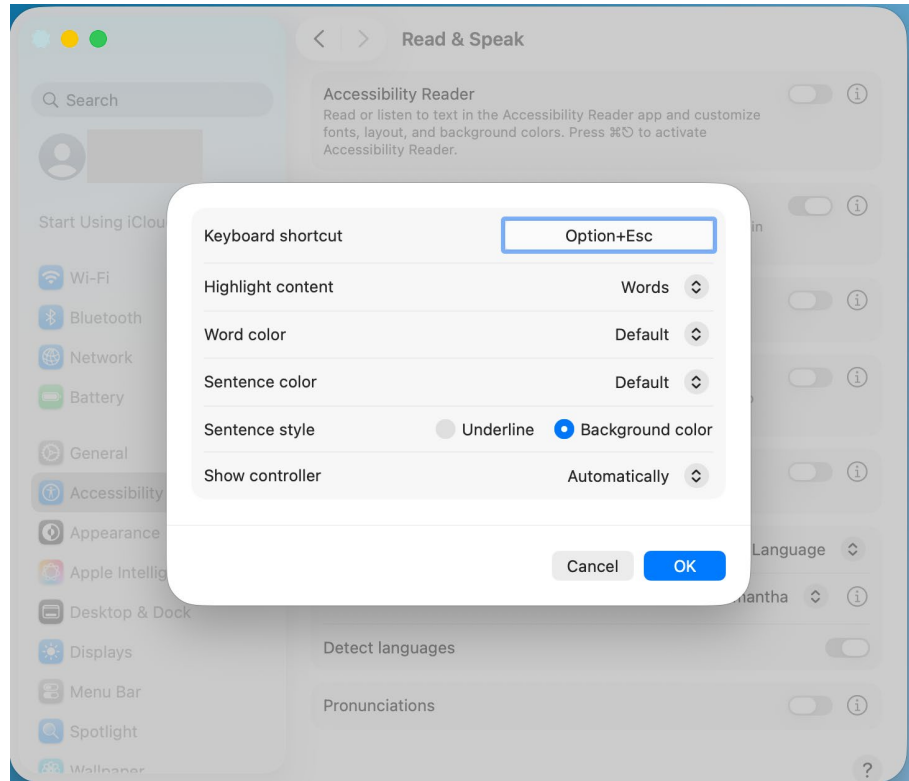 Read & Speak
Search
Start Using iClou
Wi-Fi
Bluetooth
Network
Battery
General
Accessibility
Appearance
Apple Intellig
Desktop & Dock
Displays
Menu Bar
Spotlight
Wallpaper
Accessibility Reader
Read or listen to text in the Accessibility Reader app and customize
fonts, layout, and background colors. Press ⌘⎋ to activate
Accessibility Reader.
in
Language
mantha
Detect languages
Pronunciations
?
Keyboard shortcut Option+Esc
Highlight content Words
Word color Default
Sentence color Default
Sentence style Underline Background color
Show controller Automatically
Cancel OK